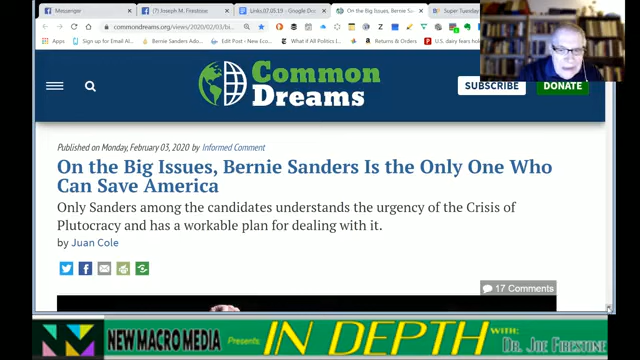 Messenger
(7) Joseph M. Firestone
Links.07.05.19 - Google Do
On the Big Issues, Bernie Sand
Super Tuesday
commondreams.org/views/2020/02/03/bi
Apps
Sign up for Email Al
Bernie Sanders Ado
Edit Post ‹ New Eco
What if All Politics
Returns & Orders
U.S. dairy fears
Common
Dreams
SUBSCRIBE
DONATE
Published on Monday, February 03, 2020 by Informed Comment
On the Big Issues, Bernie Sanders Is the Only One Who
Can Save America
Only Sanders among the candidates understands the urgency of the Crisis of
Plutocracy and has a workable plan for dealing with it.
by Juan Cole
17 Comments
NEW MACRO MEDIA Presents: IN DEPTH WITH:
DR. JOE FIRESTONE